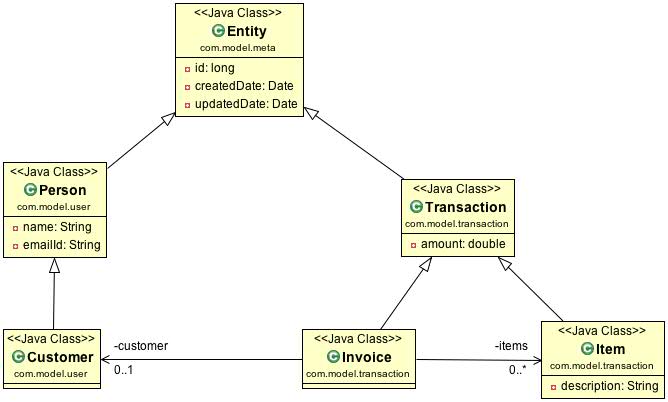 <<Java Class>>
Entity
com.model.meta
id: long
createdDate: Date
updatedDate: Date
<<Java Class>>
Person
com.model.user
name: String
emailId: String
<<Java Class>>
Transaction
com.model.transaction
amount: double
<<Java Class>>
Customer
com.model.user
-customer
0..1
<<Java Class>>
Invoice
com.model.transaction
-items
0..*
<<Java Class>>
Item
com.model.transaction
description: String